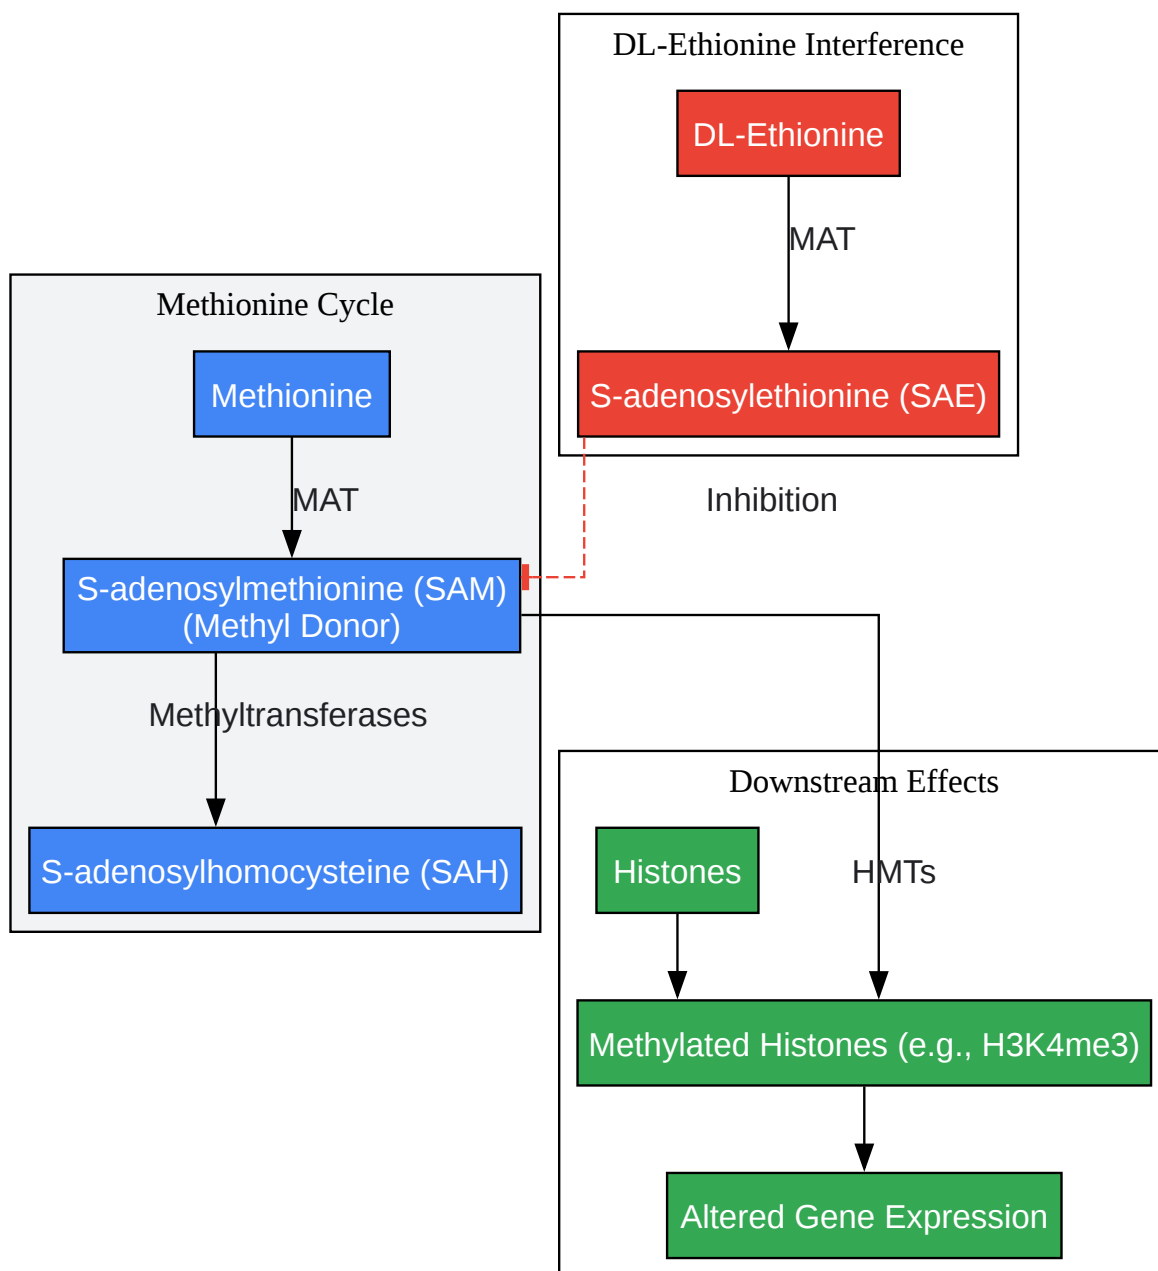 DL-Ethionine Interference
DL-Ethionine
MAT
S-adenosylethionine (SAE)
Inhibition
Methionine Cycle
Methionine
MAT
S-adenosylmethionine (SAM)
(Methyl Donor)
Methyltransferases
S-adenosylhomocysteine (SAH)
Downstream Effects
Histones
HMTs
Methylated Histones (e.g., H3K4me3)
Altered Gene Expression